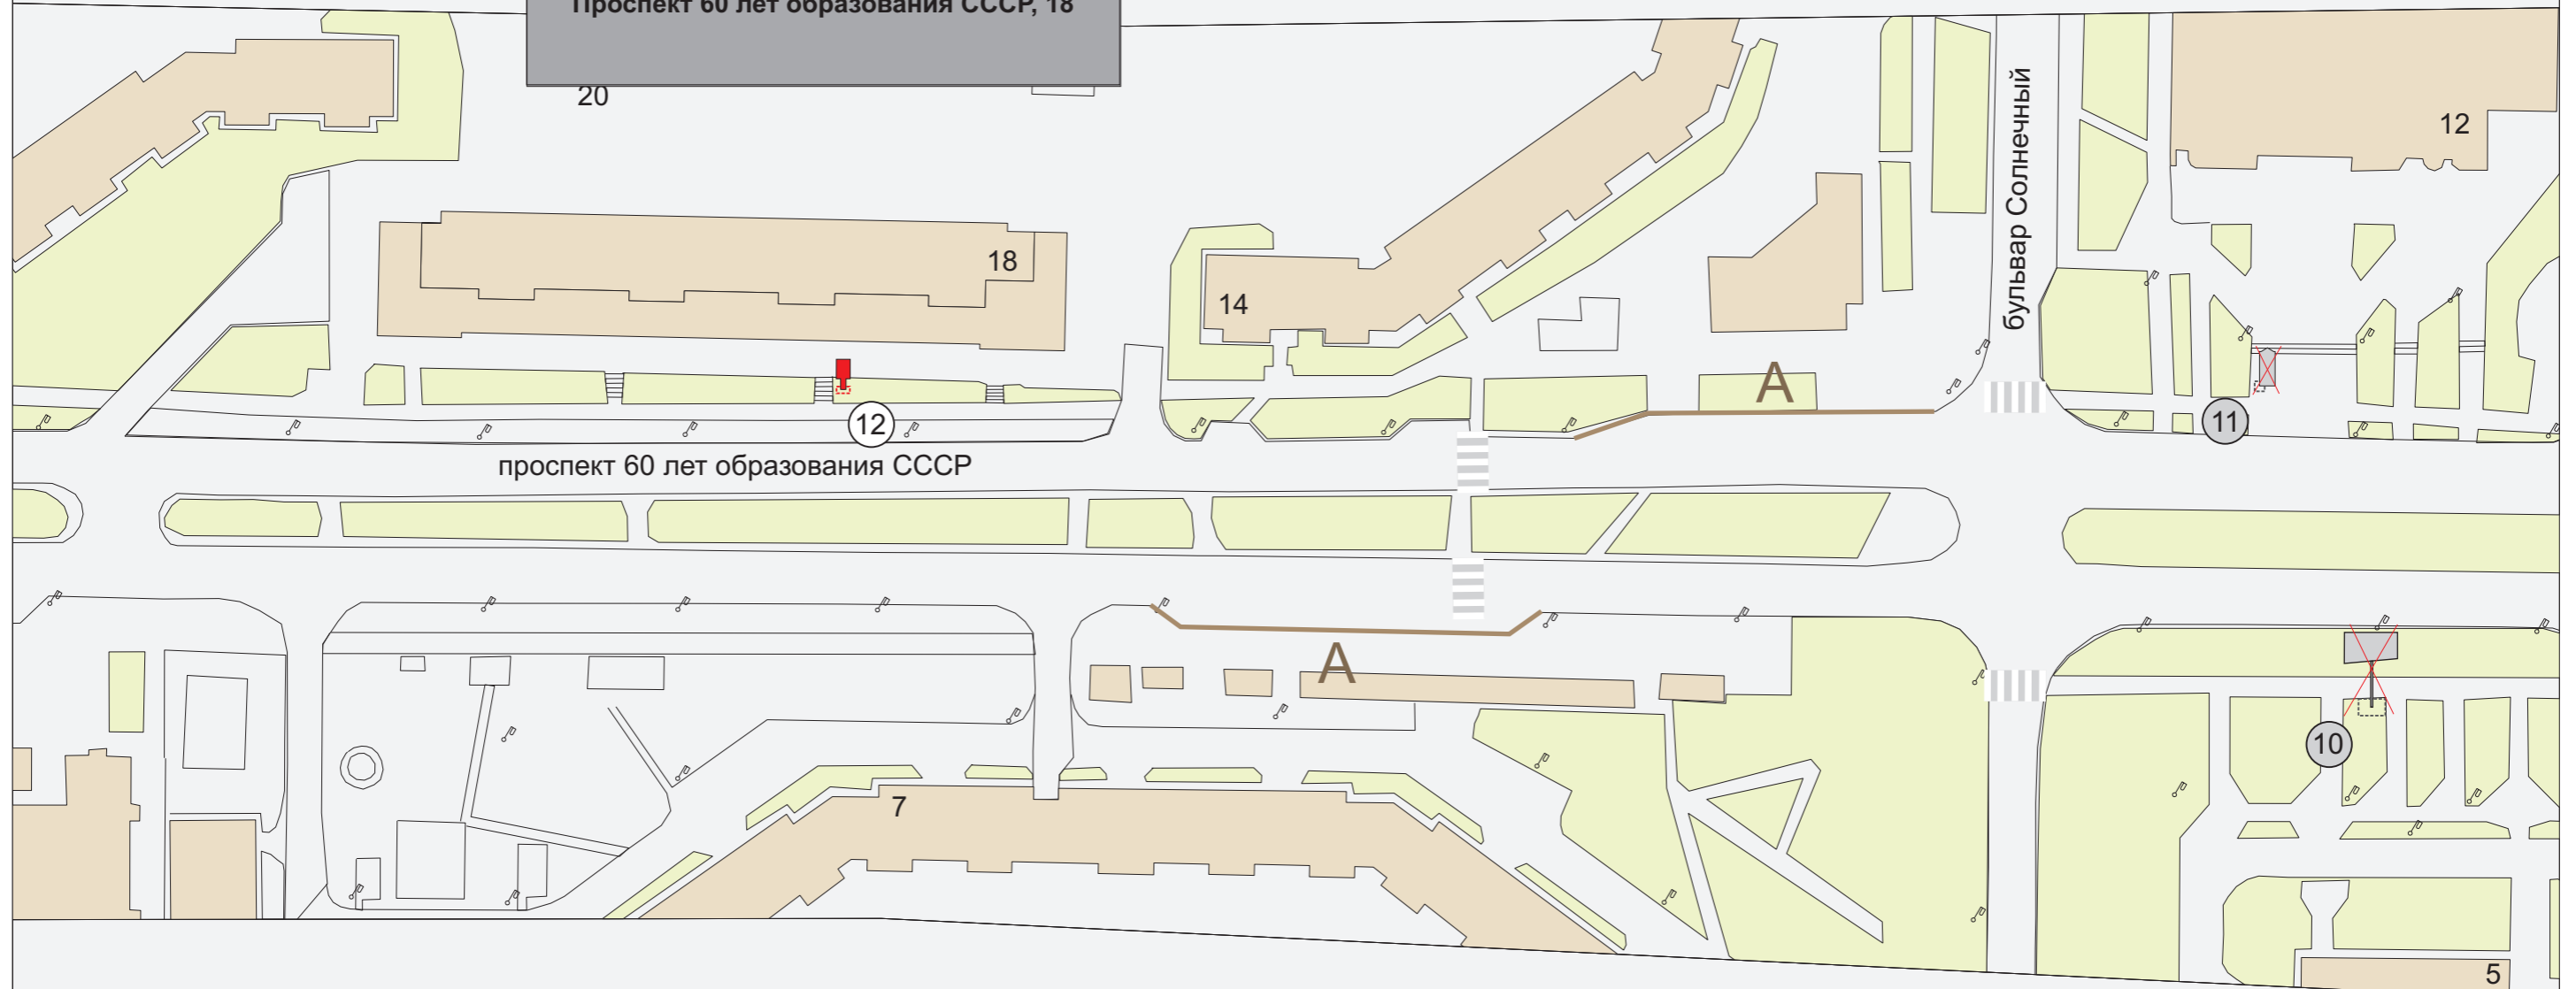 Проспект 60 лет образования СССР, 18
20
12
18
14
бульвар Солнечный
А
12
11
проспект 60 лет образования СССР
А
10
7
5